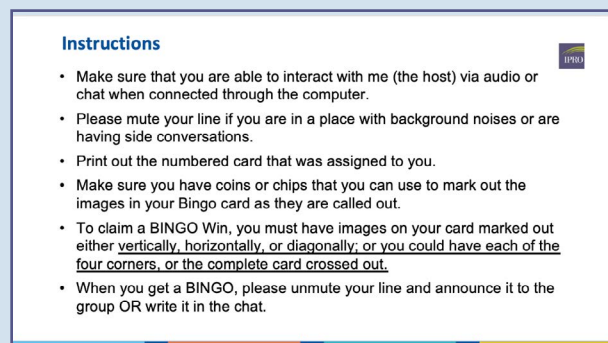 Instructions
IPRO
• Make sure that you are able to interact with me (the host) via audio or
chat when connected through the computer.
• Please mute your line if you are in a place with background noises or are
having side conversations.
• Print out the numbered card that was assigned to you.
• Make sure you have coins or chips that you can use to mark out the
images in your Bingo card as they are called out.
• To claim a BINGO Win, you must have images on your card marked out
either vertically, horizontally, or diagonally; or you could have each of the
four corners, or the complete card crossed out.
• When you get a BINGO, please unmute your line and announce it to the
group OR write it in the chat.